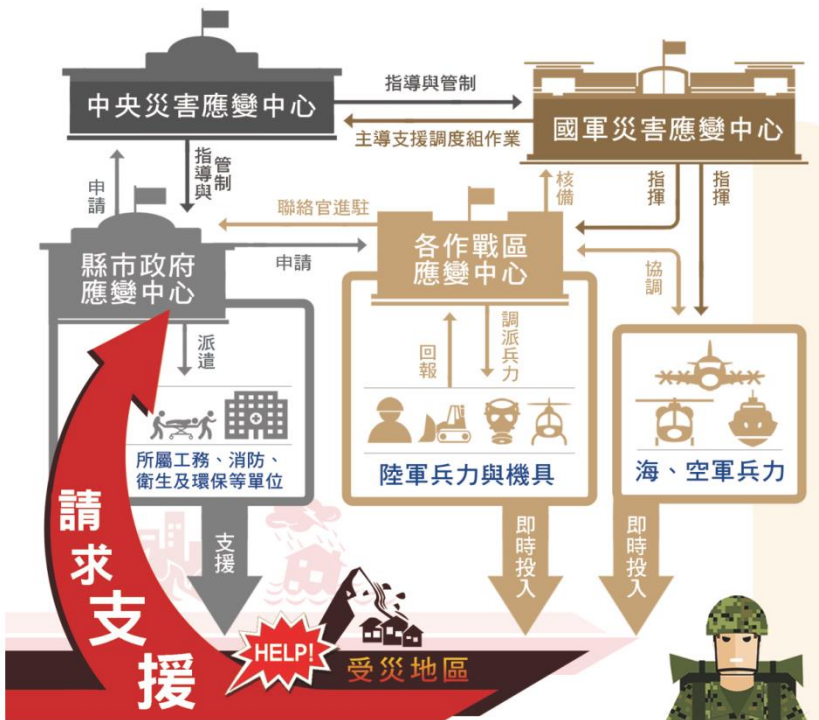 中央災害應變中心
指導與管制
主導支援調度組作業
國軍災害應變中心
申請
指導與
管制
聯絡官進駐
核備
指揮
指揮
縣市政府
應變中心
申請
各作戰區
應變中心
協調
派遣
回報
調派兵力
所屬工務、消防、
衛生及環保等單位
陸軍兵力與機具
海、空軍兵力
支援
即時投入
即時投入
請求支援
HELP!
受災地區